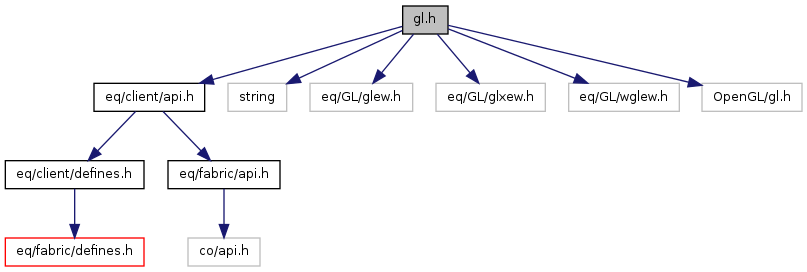 gl.h
eq/client/api.h
string
eq/GL/glew.h
eq/GL/glxew.h
eq/GL/wglew.h
OpenGL/gl.h
eq/client/defines.h
eq/fabric/api.h
eq/fabric/defines.h
co/api.h